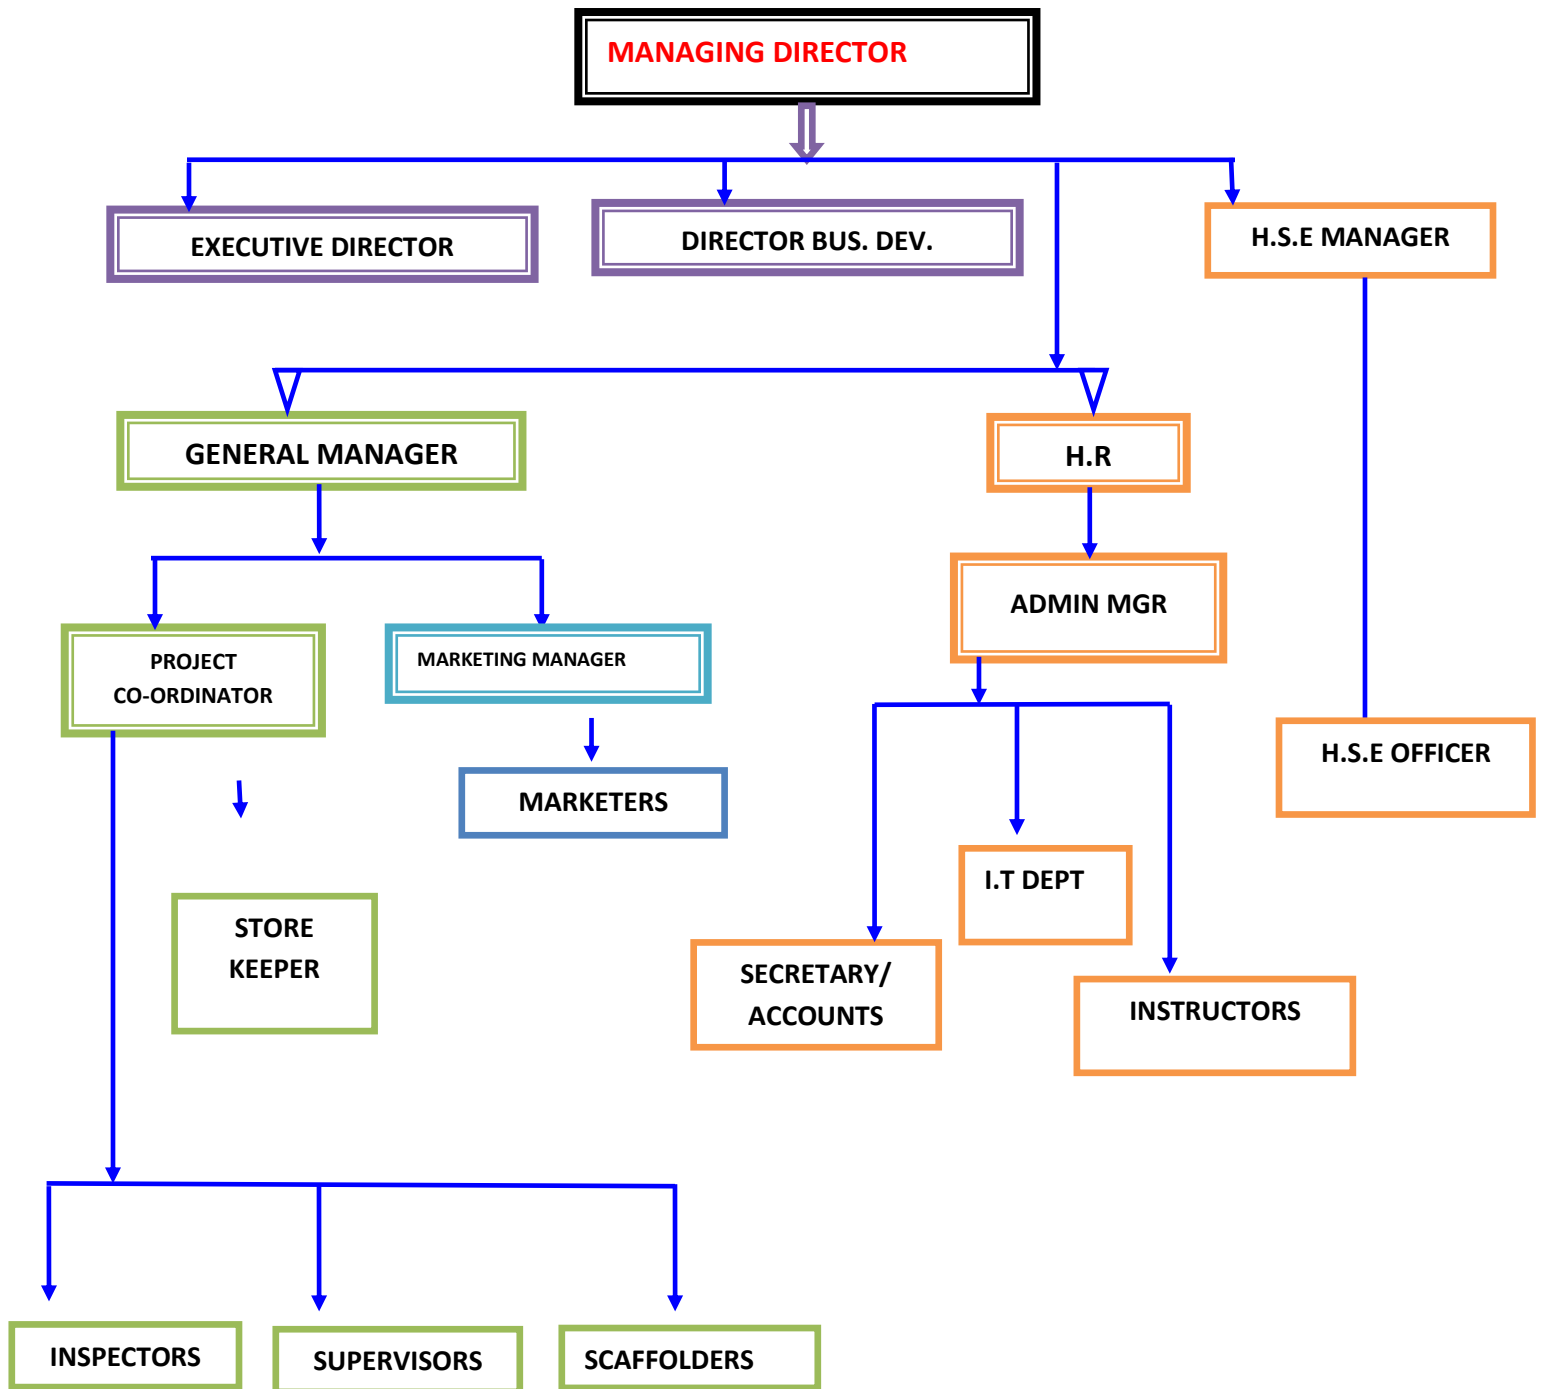 MANAGING DIRECTOR
EXECUTIVE DIRECTOR
DIRECTOR BUS. DEV.
H.S.E MANAGER
GENERAL MANAGER
H.R
ADMIN MGR
PROJECT
CO-ORDINATOR
MARKETING MANAGER
H.S.E OFFICER
MARKETERS
I.T DEPT
STORE
KEEPER
SECRETARY/
ACCOUNTS
INSTRUCTORS
INSPECTORS
SUPERVISORS
SCAFFOLDERS